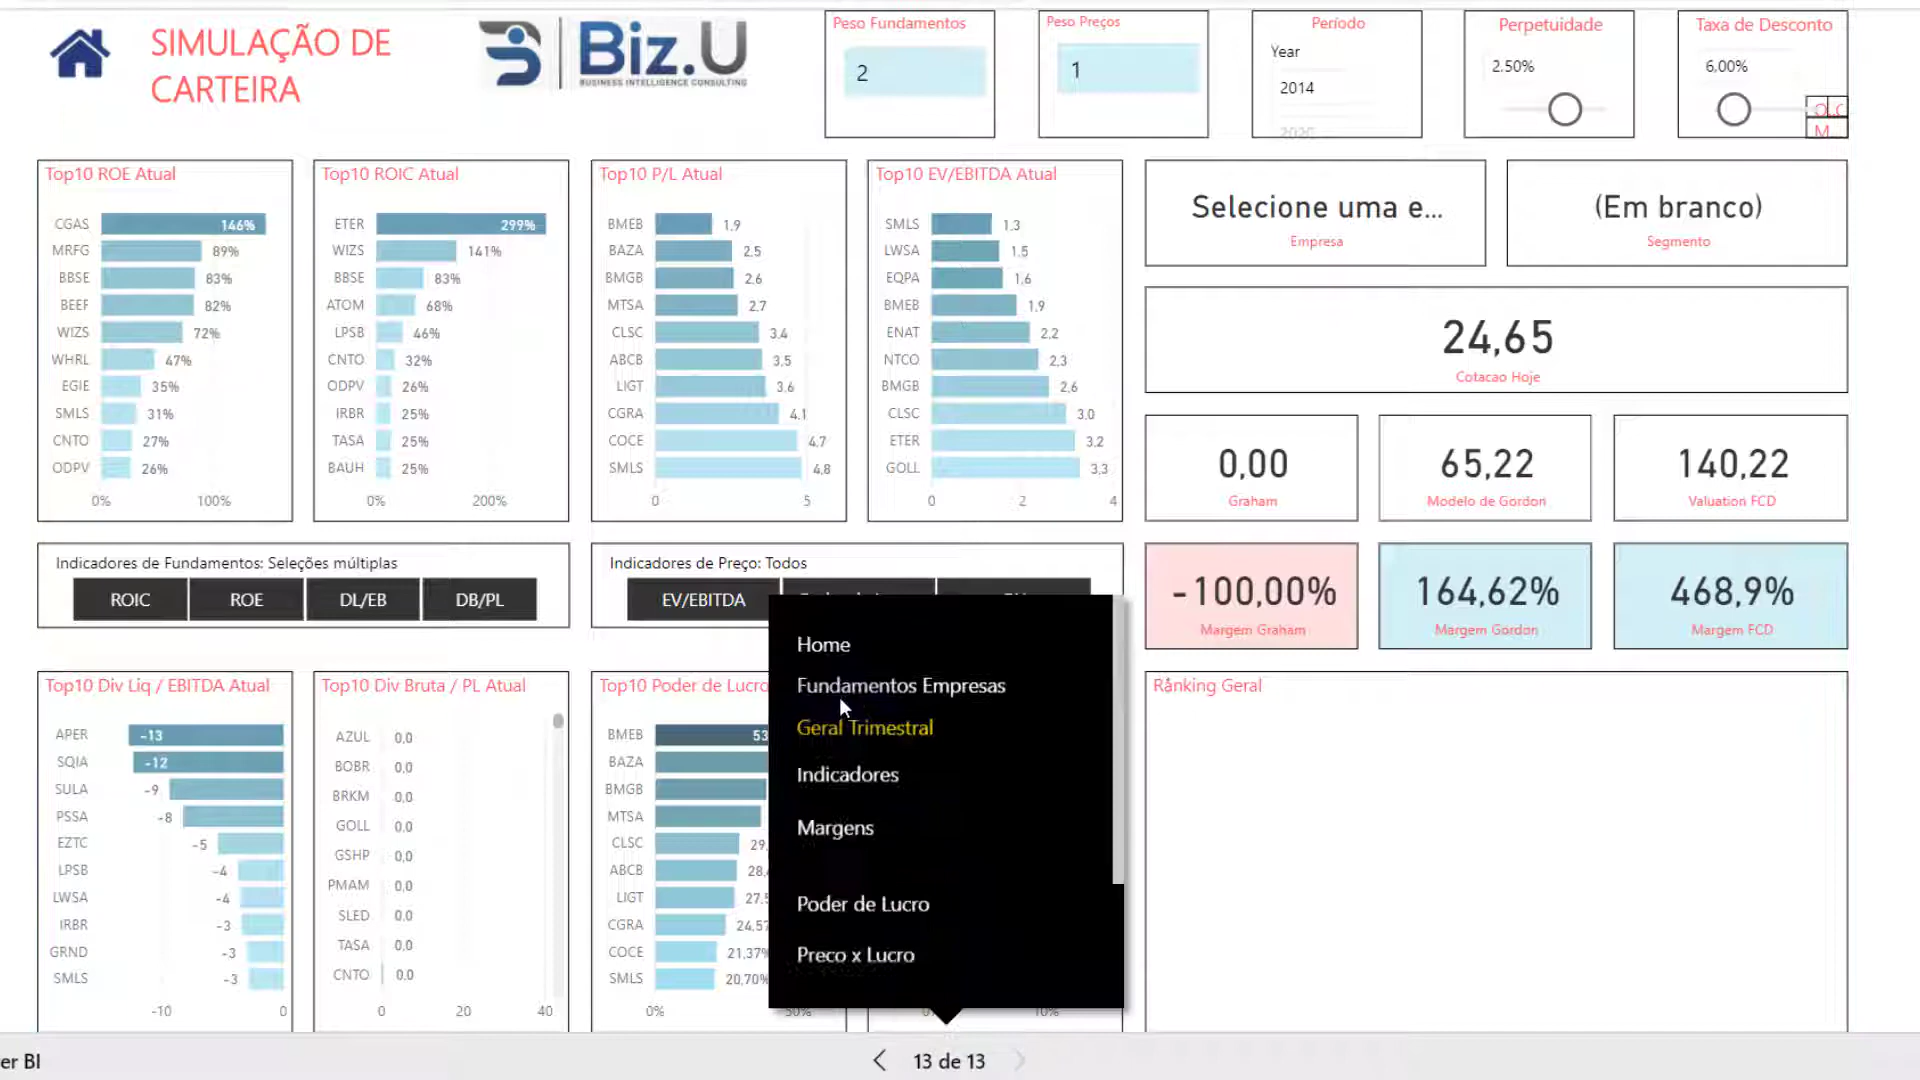 SIMULAÇÃO DE
CARTEIRA
Biz.U
BUSINESS INTELLIGENCE CONSULTING
Peso Fundamentos
2
Peso Preços
1
Período
Year
2014
2020
Perpetuidade
2.50%
Taxa de Desconto
6,00%
M
Top10 ROE Atual
CGAS 146%
MRFG 89%
BBSE 83%
BEEF 82%
WIZS 72%
WHRL 47%
EGIE 35%
SMLS 31%
CNTO 27%
ODPV 26%
0% 100%
Top10 ROIC Atual
ETER 299%
WIZS 141%
BBSE 83%
ATOM 68%
LPSB 46%
CNTO 32%
ODPV 26%
IRBR 25%
TASA 25%
BAUH 25%
0% 200%
Top10 P/L Atual
BMEB 1.9
BAZA 2.5
BMGB 2.6
MTSA 2.7
CLSC 3.4
ABCB 3.5
LIGT 3.6
CGRA 4.1
COCE 4.7
SMLS 4,8
0 5
Top10 EV/EBITDA Atual
SMLS 1.3
LWSA 1.5
EQPA 1,6
BMEB 1.9
ENAT 2,2
NTCO 2,3
BMGB 2,6
CLSC 3.0
ETER 3.2
GOLL 3,3
0 2 4
Selecione uma e...
Empresa
(Em branco)
Segmento
24,65
Cotacao Hoje
0,00
Graham
65,22
Modelo de Gordon
140,22
Valuation FCD
-100,00%
Margem Graham
164,62%
Margem Gordon
468,9%
Margem FCD
Indicadores de Fundamentos: Seleções múltiplas
ROIC ROE DL/EB DB/PL
Indicadores de Preço: Todos
EV/EBITDA
Top10 Div Liq / EBITDA Atual
APER -13
SQIA -12
SULA -9
PSSA -8
EZTC -5
LPSB -4
LWSA -4
IRBR -3
GRND -3
SMLS -3
-10 0
Top10 Div Bruta / PL Atual
AZUL 0,0
BOBR 0,0
BRKM 0,0
GOLL 0,0
GSHP 0,0
PMAM 0,0
SLED 0,0
TASA 0,0
CNTO 0,0
0 20 40
Top10 Poder de Lucro
BMEB 53
BAZA
BMGB
MTSA
CLSC 29,
ABCB 28,
LIGT 27,5
CGRA 24,57
COCE 21,37%
SMLS 20,70%
0% 50%
10%
Home
Fundamentos Empresas
Geral Trimestral
Indicadores
Margens
Poder de Lucro
Preco x Lucro
Ranking Geral
er BI
13 de 13